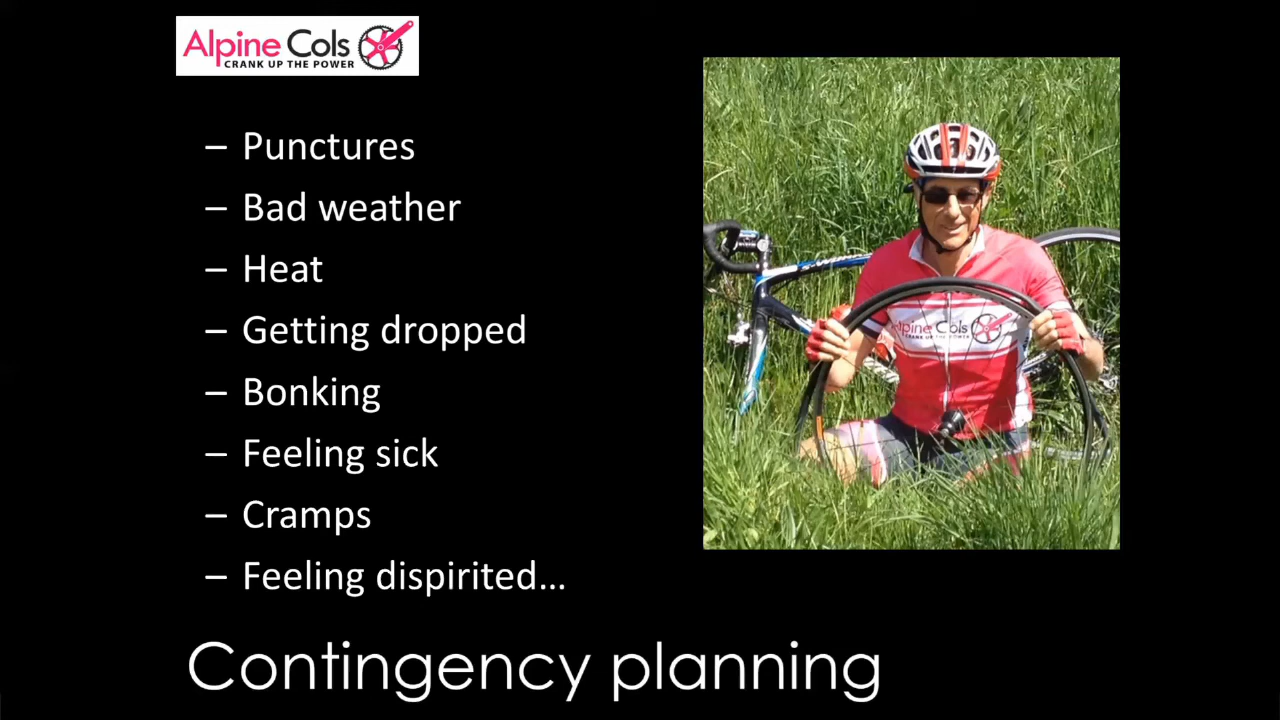 Alpine Cols
CRANK UP THE POWER
– Punctures
– Bad weather
– Heat
– Getting dropped
– Bonking
– Feeling sick
– Cramps
– Feeling dispirited…
Alpine Cols
CRANK UP THE POWER
Contingency planning